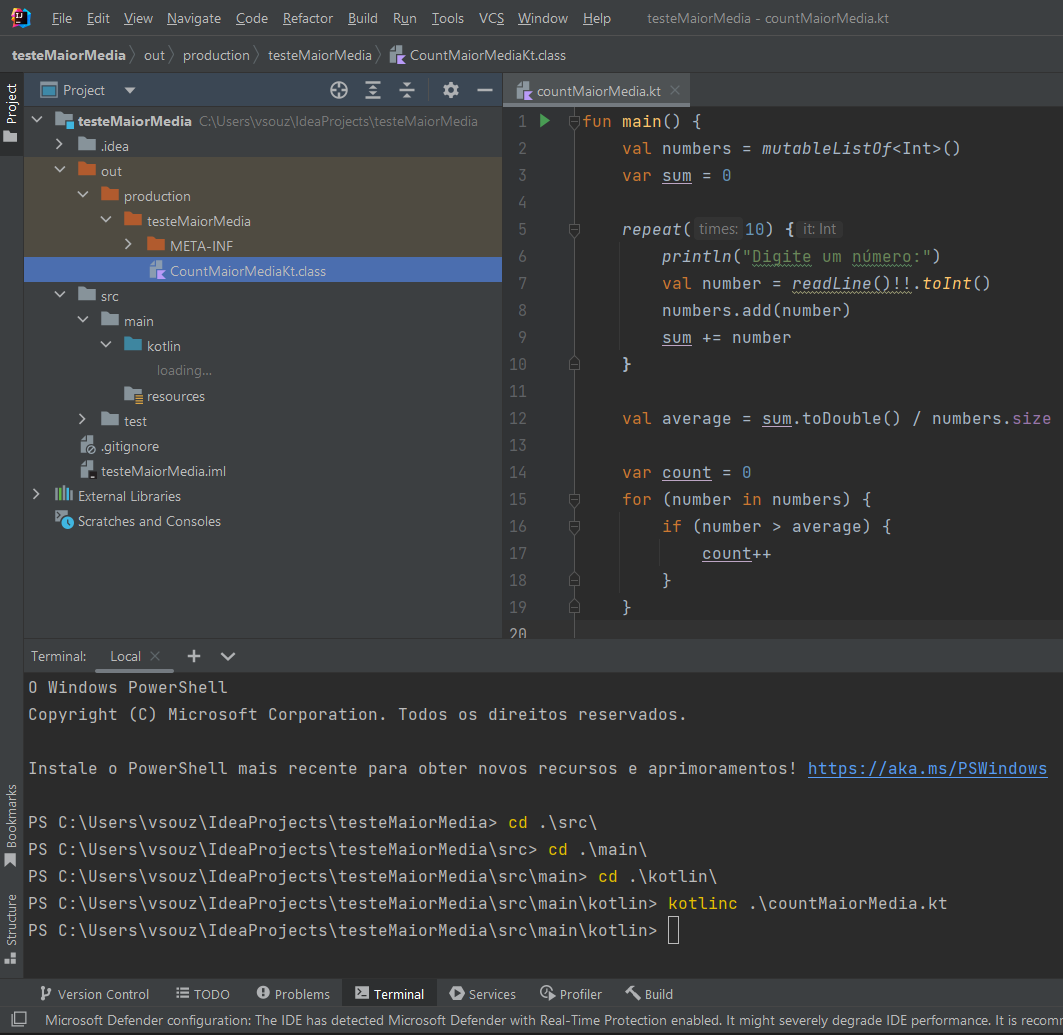 File Edit View Navigate Code Refactor Build Run Tools VCS Window Help testeMaiorMedia - countMaiorMedia.kt
testeMaiorMedia out production testeMaiorMedia CountMaiorMediaKt.class
Project
Project
testeMaiorMedia C:\Users\vsouz\IdeaProjects\testeMaiorMedia
.idea
out
production
testeMaiorMedia
META-INF
CountMaiorMediaKt.class
src
main
kotlin
loading...
resources
test
.gitignore
testeMaiorMedia.iml
External Libraries
Scratches and Consoles
countMaiorMedia.kt
1 fun main() {
2 val numbers = mutableListOf<Int>()
3 var sum = 0
4
5 repeat( times: 10) { it: Int
6 println("Digite um número:")
7 val number = readLine()!!.toInt()
8 numbers.add(number)
9 sum += number
10 }
11
12 val average = sum.toDouble() / numbers.size
13
14 var count = 0
15 for (number in numbers) {
16 if (number > average) {
17 count++
18 }
19 }
20
Terminal: Local
O Windows PowerShell
Copyright (C) Microsoft Corporation. Todos os direitos reservados.
Instale o PowerShell mais recente para obter novos recursos e aprimoramentos! https://aka.ms/PSWindows
PS C:\Users\vsouz\IdeaProjects\testeMaiorMedia> cd .\src\
PS C:\Users\vsouz\IdeaProjects\testeMaiorMedia\src> cd .\main\
PS C:\Users\vsouz\IdeaProjects\testeMaiorMedia\src\main> cd .\kotlin\
PS C:\Users\vsouz\IdeaProjects\testeMaiorMedia\src\main\kotlin> kotlinc .\countMaiorMedia.kt
PS C:\Users\vsouz\IdeaProjects\testeMaiorMedia\src\main\kotlin>
Bookmarks
Structure
Version Control TODO Problems Terminal Services Profiler Build
Microsoft Defender configuration: The IDE has detected Microsoft Defender with Real-Time Protection enabled. It might severely degrade IDE performance. It is recom